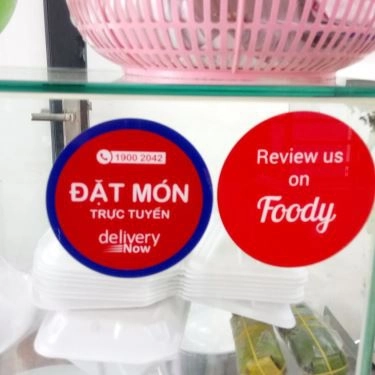 1900 2042
ĐẶT MÓN
TRỰC TUYẾN
delivery
Now
Review us
on
Foody